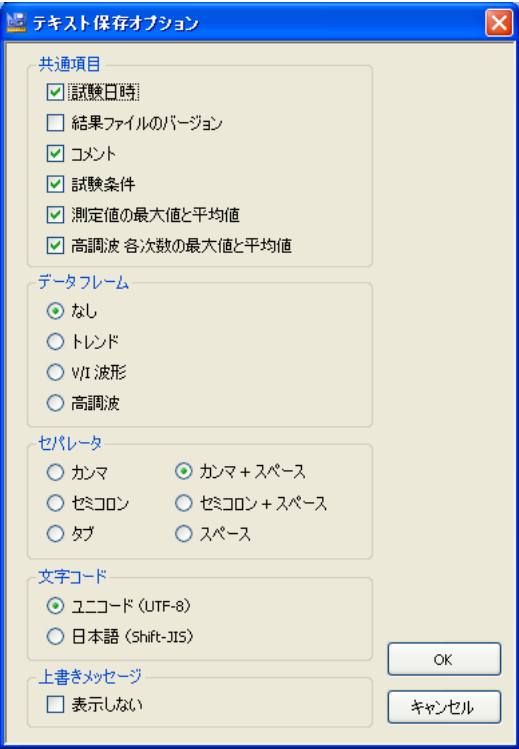 テキスト保存オプション
共通項目
試験日時
結果ファイルのバージョン
コメント
試験条件
測定値の最大値と平均値
高調波 各次数の最大値と平均値
データフレーム
なし
トレンド
V/I 波形
高調波
セパレータ
カンマ カンマ + スペース
セミコロン セミコロン + スペース
タブ スペース
文字コード
ユニコード (UTF-8)
日本語 (Shift-JIS)
上書きメッセージ
表示しない
OK
キャンセル